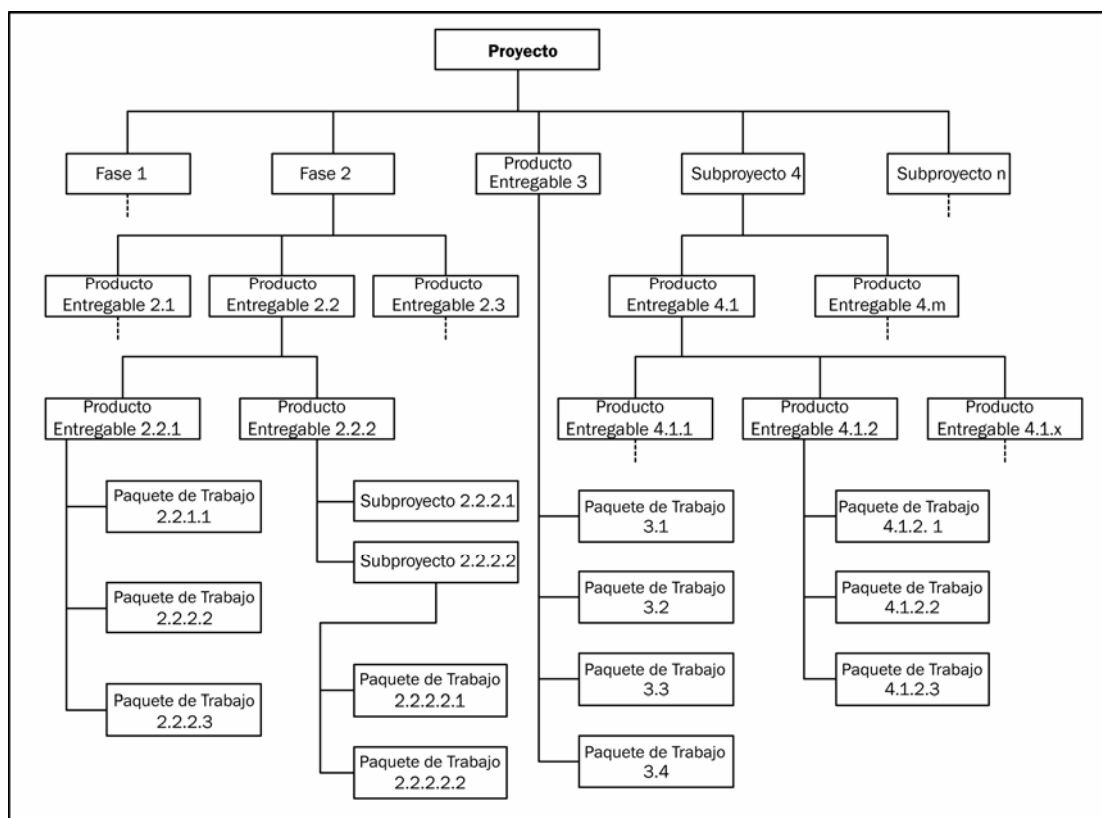 Proyecto
Fase 1
Fase 2
Producto
Entregable 3
Subproyecto 4
Subproyecto n
Producto
Entregable 2.1
Producto
Entregable 2.2
Producto
Entregable 2.3
Producto
Entregable 4.1
Producto
Entregable 4.m
Producto
Entregable 2.2.1
Producto
Entregable 2.2.2
Producto
Entregable 4.1.1
Producto
Entregable 4.1.2
Producto
Entregable 4.1.x
Paquete de Trabajo
2.2.1.1
Paquete de Trabajo
2.2.2.2
Paquete de Trabajo
2.2.2.3
Subproyecto 2.2.2.1
Subproyecto 2.2.2.2
Paquete de Trabajo
2.2.2.2.1
Paquete de Trabajo
2.2.2.2.2
Paquete de Trabajo
3.1
Paquete de Trabajo
3.2
Paquete de Trabajo
3.3
Paquete de Trabajo
3.4
Paquete de Trabajo
4.1.2. 1
Paquete de Trabajo
4.1.2.2
Paquete de Trabajo
4.1.2.3